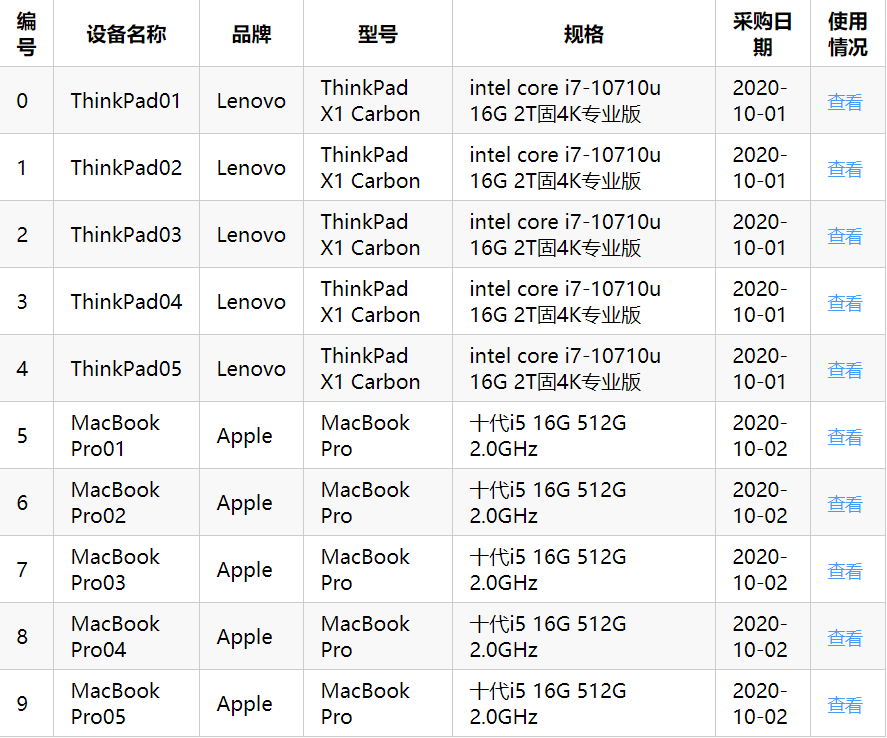 编号 设备名称 品牌 型号 规格 采购日期 使用情况
0 ThinkPad01 Lenovo ThinkPad X1 Carbon intel core i7-10710u 16G 2T固4K专业版 2020-10-01 查看
1 ThinkPad02 Lenovo ThinkPad X1 Carbon intel core i7-10710u 16G 2T固4K专业版 2020-10-01 查看
2 ThinkPad03 Lenovo ThinkPad X1 Carbon intel core i7-10710u 16G 2T固4K专业版 2020-10-01 查看
3 ThinkPad04 Lenovo ThinkPad X1 Carbon intel core i7-10710u 16G 2T固4K专业版 2020-10-01 查看
4 ThinkPad05 Lenovo ThinkPad X1 Carbon intel core i7-10710u 16G 2T固4K专业版 2020-10-01 查看
5 MacBook Pro01 Apple MacBook Pro 十代i5 16G 512G 2.0GHz 2020-10-02 查看
6 MacBook Pro02 Apple MacBook Pro 十代i5 16G 512G 2.0GHz 2020-10-02 查看
7 MacBook Pro03 Apple MacBook Pro 十代i5 16G 512G 2.0GHz 2020-10-02 查看
8 MacBook Pro04 Apple MacBook Pro 十代i5 16G 512G 2.0GHz 2020-10-02 查看
9 MacBook Pro05 Apple MacBook Pro 十代i5 16G 512G 2.0GHz 2020-10-02 查看